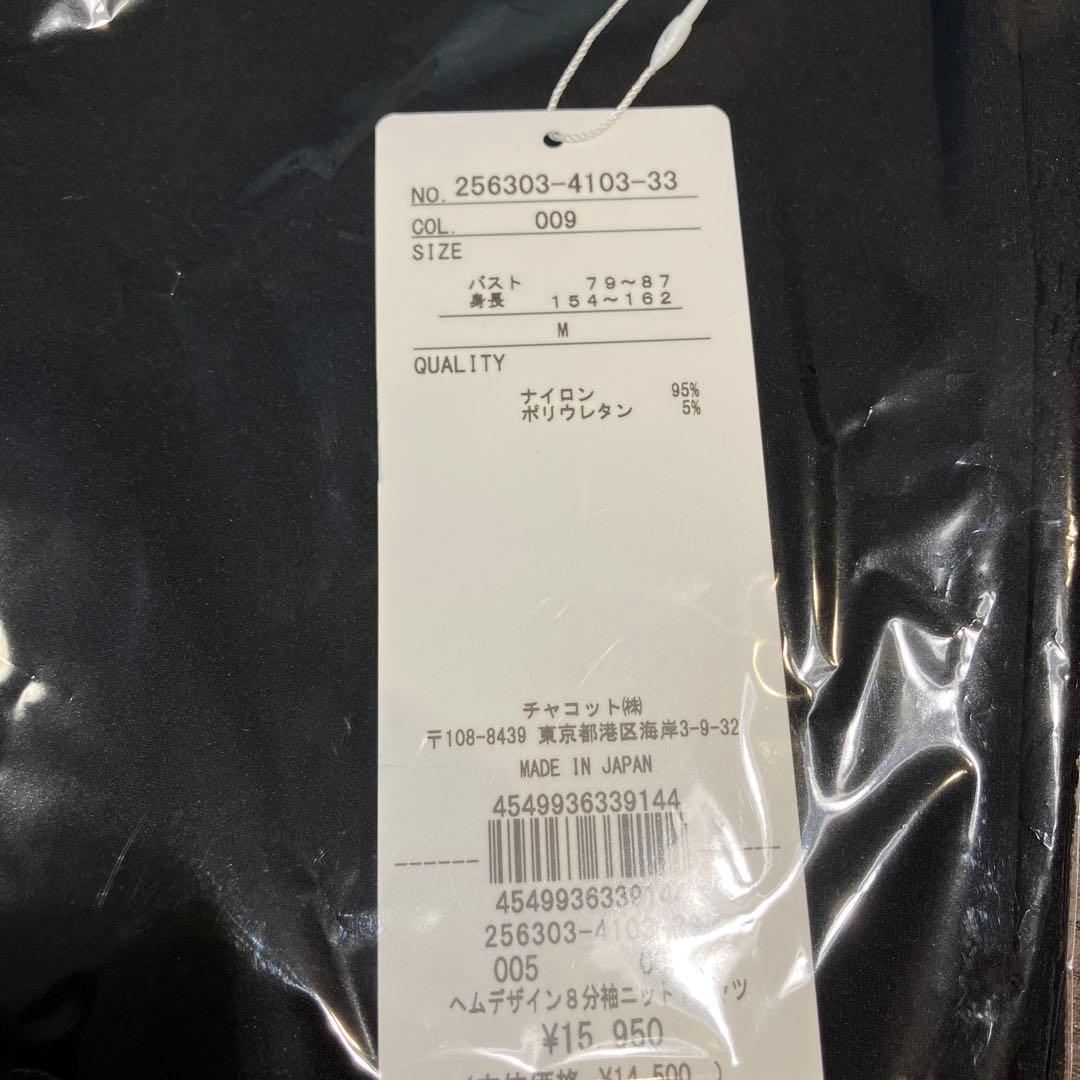 NO. 256303-4103-33
COL. 009
SIZE
バスト 79～87
身長 154～162
M
QUALITY
ナイロン 95%
ポリウレタン 5%
チャコット㈱
〒108-8439 東京都港区海岸3-9-32
MADE IN JAPAN
4549936339144
4549936339144
256303-410
005
ヘムデザイン8分袖ニット
¥15,950
¥14,500 )